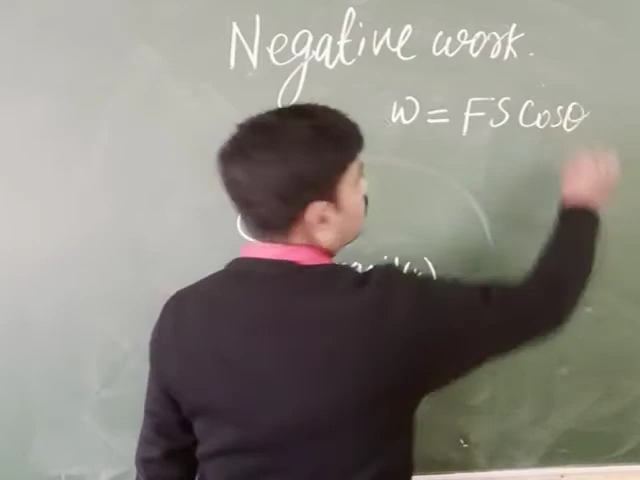 Negative work.
W = FS Cosθ